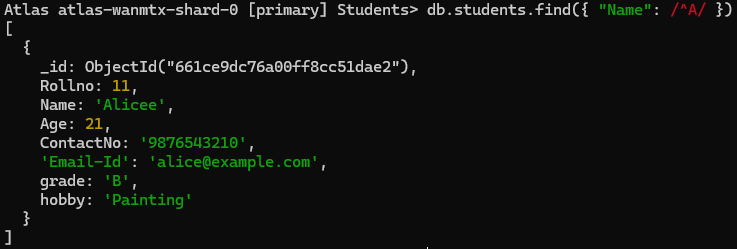 Atlas atlas-wanmtx-shard-0 [primary] Students> db.students.find({ "Name": /^A/ })
[
  {
    _id: ObjectId("661ce9dc76a00ff8cc51dae2"),
    Rollno: 11,
    Name: 'Alicee',
    Age: 21,
    ContactNo: '9876543210',
    'Email-Id': 'alice@example.com',
    grade: 'B',
    hobby: 'Painting'
  }
]